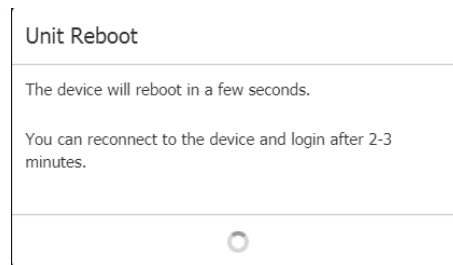 Unit Reboot
The device will reboot in a few seconds.
You can reconnect to the device and login after 2-3
minutes.